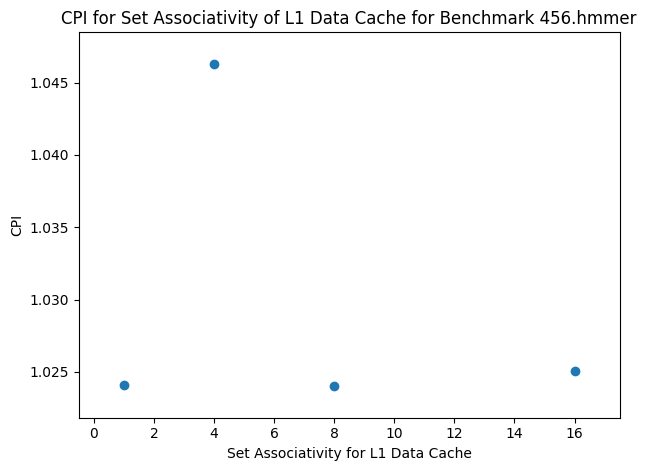 CPI for Set Associativity of L1 Data Cache for Benchmark 456.hmmer
1.045
1.040
1.035
1.030
1.025
CPI
0 2 4 6 8 10 12 14 16
Set Associativity for L1 Data Cache